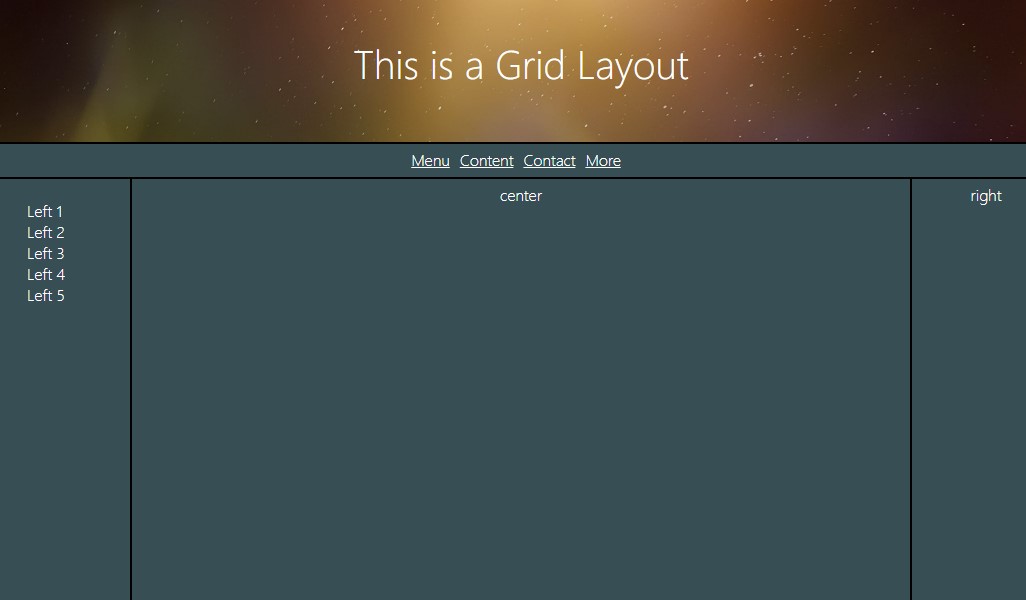 This is a Grid Layout
Menu Content Contact More
Left 1
Left 2
Left 3
Left 4
Left 5
center
right